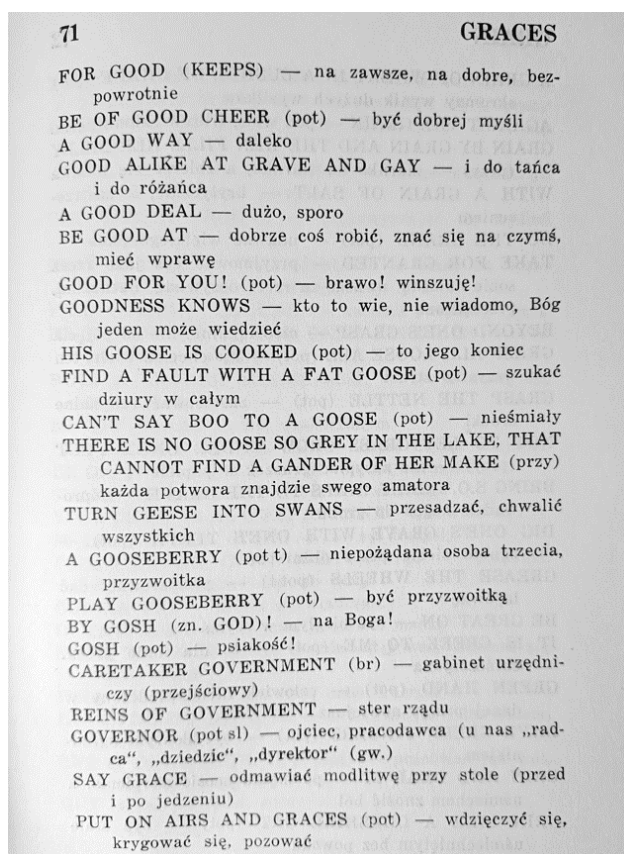 71 GRACES
FOR GOOD (KEEPS) — na zawsze, na dobre, bez-
powrotnie
BE OF GOOD CHEER (pot) — być dobrej myśli
A GOOD WAY — daleko
GOOD ALIKE AT GRAVE AND GAY — i do tańca
i do różańca
A GOOD DEAL — dużo, sporo
BE GOOD AT — dobrze coś robić, znać się na czymś,
mieć wprawę
GOOD FOR YOU! (pot) — brawo! winszuję!
GOODNESS KNOWS — kto to wie, nie wiadomo, Bóg
jeden może wiedzieć
HIS GOOSE IS COOKED (pot) — to jego koniec
FIND A FAULT WITH A FAT GOOSE (pot) — szukać
dziury w całym
CAN'T SAY BOO TO A GOOSE (pot) — nieśmiały
THERE IS NO GOOSE SO GREY IN THE LAKE, THAT
CANNOT FIND A GANDER OF HER MAKE (przy)
każda potwora znajdzie swego amatora
TURN GEESE INTO SWANS — przesadzać, chwalić
wszystkich
A GOOSEBERRY (pot t) — niepożądana osoba trzecia,
przyzwoitka
PLAY GOOSEBERRY (pot) — być przyzwoitką
BY GOSH (zn. GOD)! — na Boga!
GOSH (pot) — psiakość!
CARETAKER GOVERNMENT (br) — gabinet urzędni-
czy (przejściowy)
REINS OF GOVERNMENT — ster rządu
GOVERNOR (pot sl) — ojciec, pracodawca (u nas „rad-
ca“, „dziedzic“, „dyrektor“ (gw.)
SAY GRACE — odmawiać modlitwę przy stole (przed
i po jedzeniu)
PUT ON AIRS AND GRACES (pot) — wdzięczyć się,
krygować się, pozować